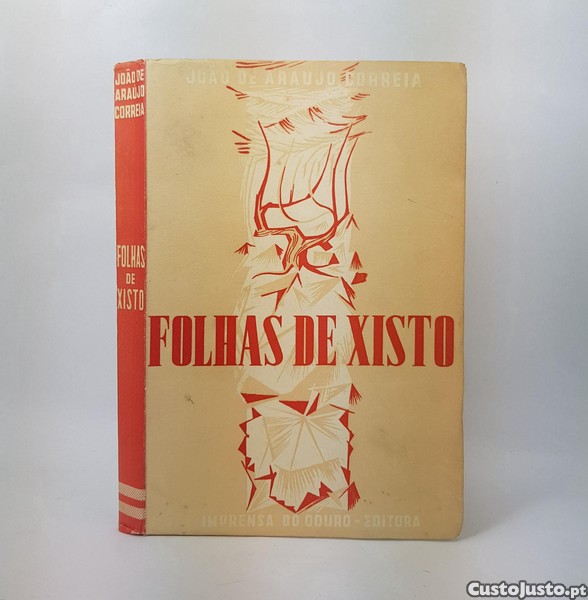 JOÃO DE
ARAÚJO
CORREIA
FOLHAS
DE
XISTO
JOÃO DE ARAUJO CORREIA
FOLHAS DE XISTO
IMPRENSA DO DOURO - EDITORA
CustoJusto.pt